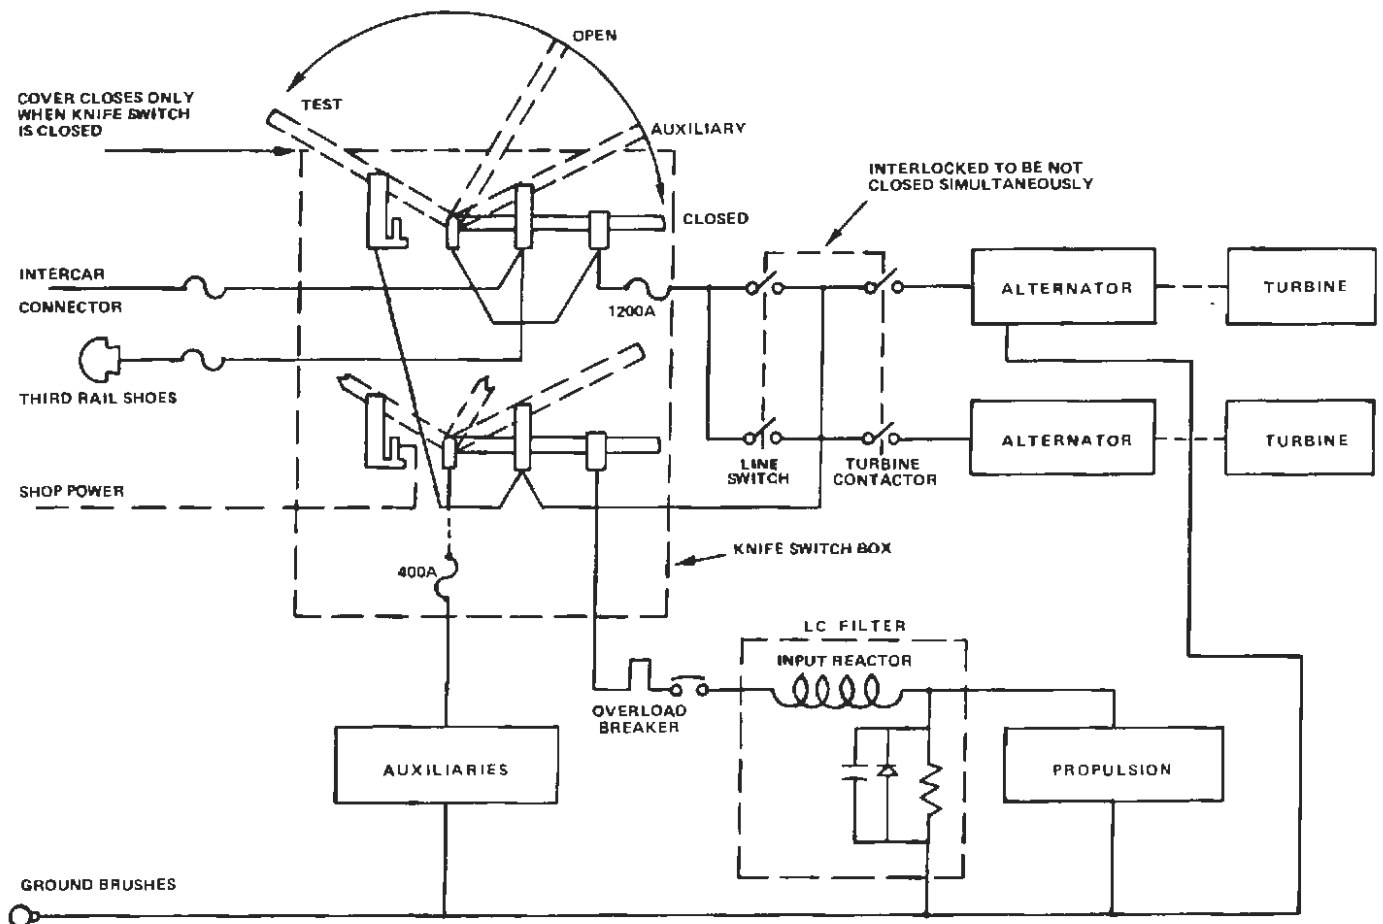 OPEN
TEST
COVER CLOSES ONLY
WHEN KNIFE SWITCH
IS CLOSED
AUXILIARY
INTERLOCKED TO BE NOT
CLOSED SIMULTANEOUSLY
CLOSED
INTERCAR
CONNECTOR
1200A
ALTERNATOR
TURBINE
THIRD RAIL SHOES
ALTERNATOR
TURBINE
LINE
SWITCH
TURBINE
CONTACTOR
SHOP POWER
KNIFE SWITCH BOX
400A
LC FILTER
INPUT REACTOR
OVERLOAD
BREAKER
AUXILIARIES
PROPULSION
GROUND BRUSHES